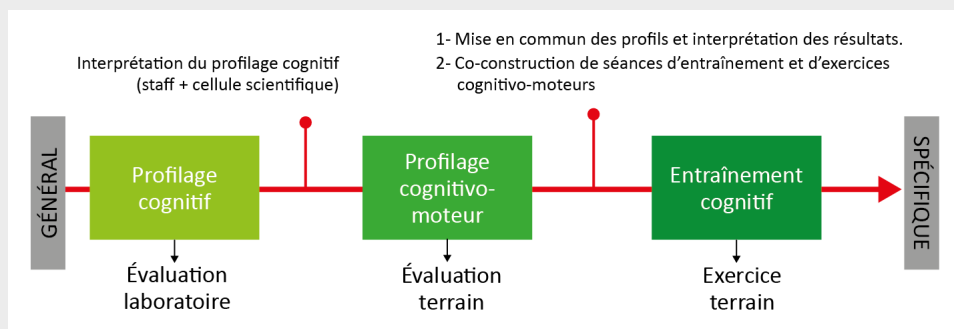 1- Mise en commun des profils et interprétation des résultats.
2- Co-construction de séances d'entraînement et d'exercices
cognitivo-moteurs
Interprétation du profilage cognitif
(staff + cellule scientifique)
GÉNÉRAL
Profilage
cognitif
Profilage
cognitivo-
moteur
Entraînement
cognitif
SPÉCIFIQUE
Évaluation
laboratoire
Évaluation
terrain
Exercice
terrain